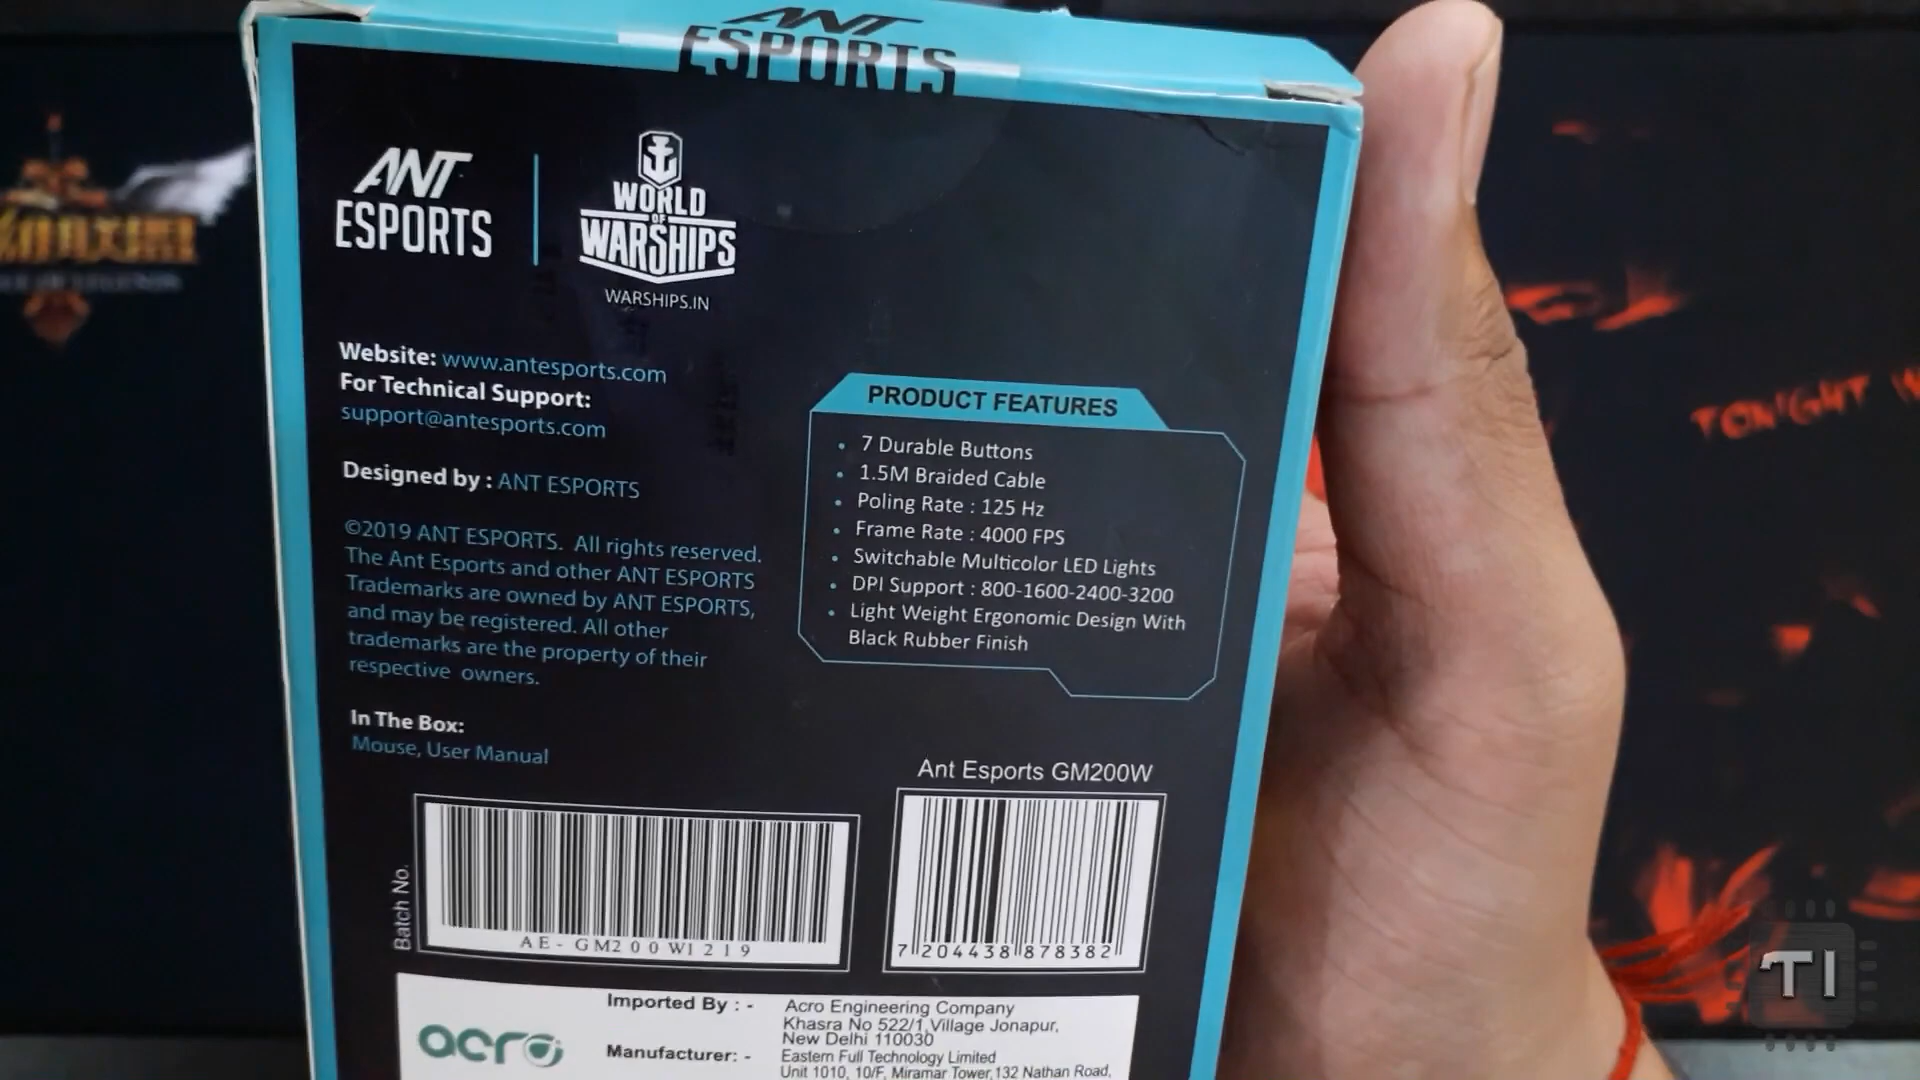 ANT
ESPORTS
ANT
ESPORTS
WORLD
OF
WARSHIPS
WARSHIPS.IN
Website: www.antesports.com
For Technical Support:
support@antesports.com
Designed by : ANT ESPORTS
©2019 ANT ESPORTS. All rights reserved.
The Ant Esports and other ANT ESPORTS
Trademarks are owned by ANT ESPORTS,
and may be registered. All other
trademarks are the property of their
respective owners.
In The Box:
Mouse, User Manual
PRODUCT FEATURES
• 7 Durable Buttons
• 1.5M Braided Cable
• Poling Rate : 125 Hz
• Frame Rate : 4000 FPS
• Switchable Multicolor LED Lights
• DPI Support : 800-1600-2400-3200
• Light Weight Ergonomic Design With
Black Rubber Finish
Ant Esports GM200W
Batch No.
AE-GM200W1219
7 204438 878382
acro
Imported By : - Acro Engineering Company
Khasra No 522/1,Village Jonapur,
New Delhi 110030
Manufacturer: - Eastern Full Technology Limited
Unit 1010, 10/F, Miramar Tower,132 Nathan Road,
TONIGHT
TI